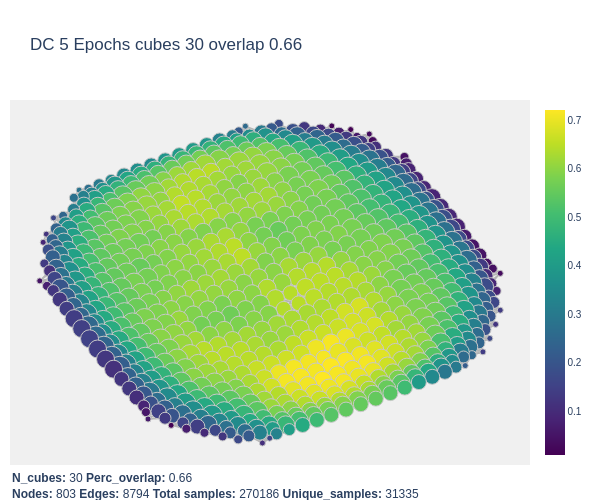 DC 5 Epochs cubes 30 overlap 0.66
0.7
0.6
0.5
0.4
0.3
0.2
0.1
N_cubes: 30 Perc_overlap: 0.66
Nodes: 803 Edges: 8794 Total samples: 270186 Unique_samples: 31335